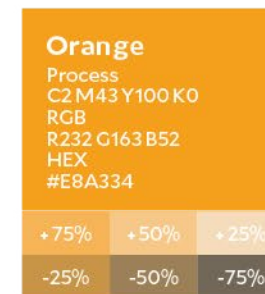 Orange
Process
C2 M43 Y100 K0
RGB
R232 G163 B52
HEX
#E8A334
+75% +50% +25%
-25% -50% -75%